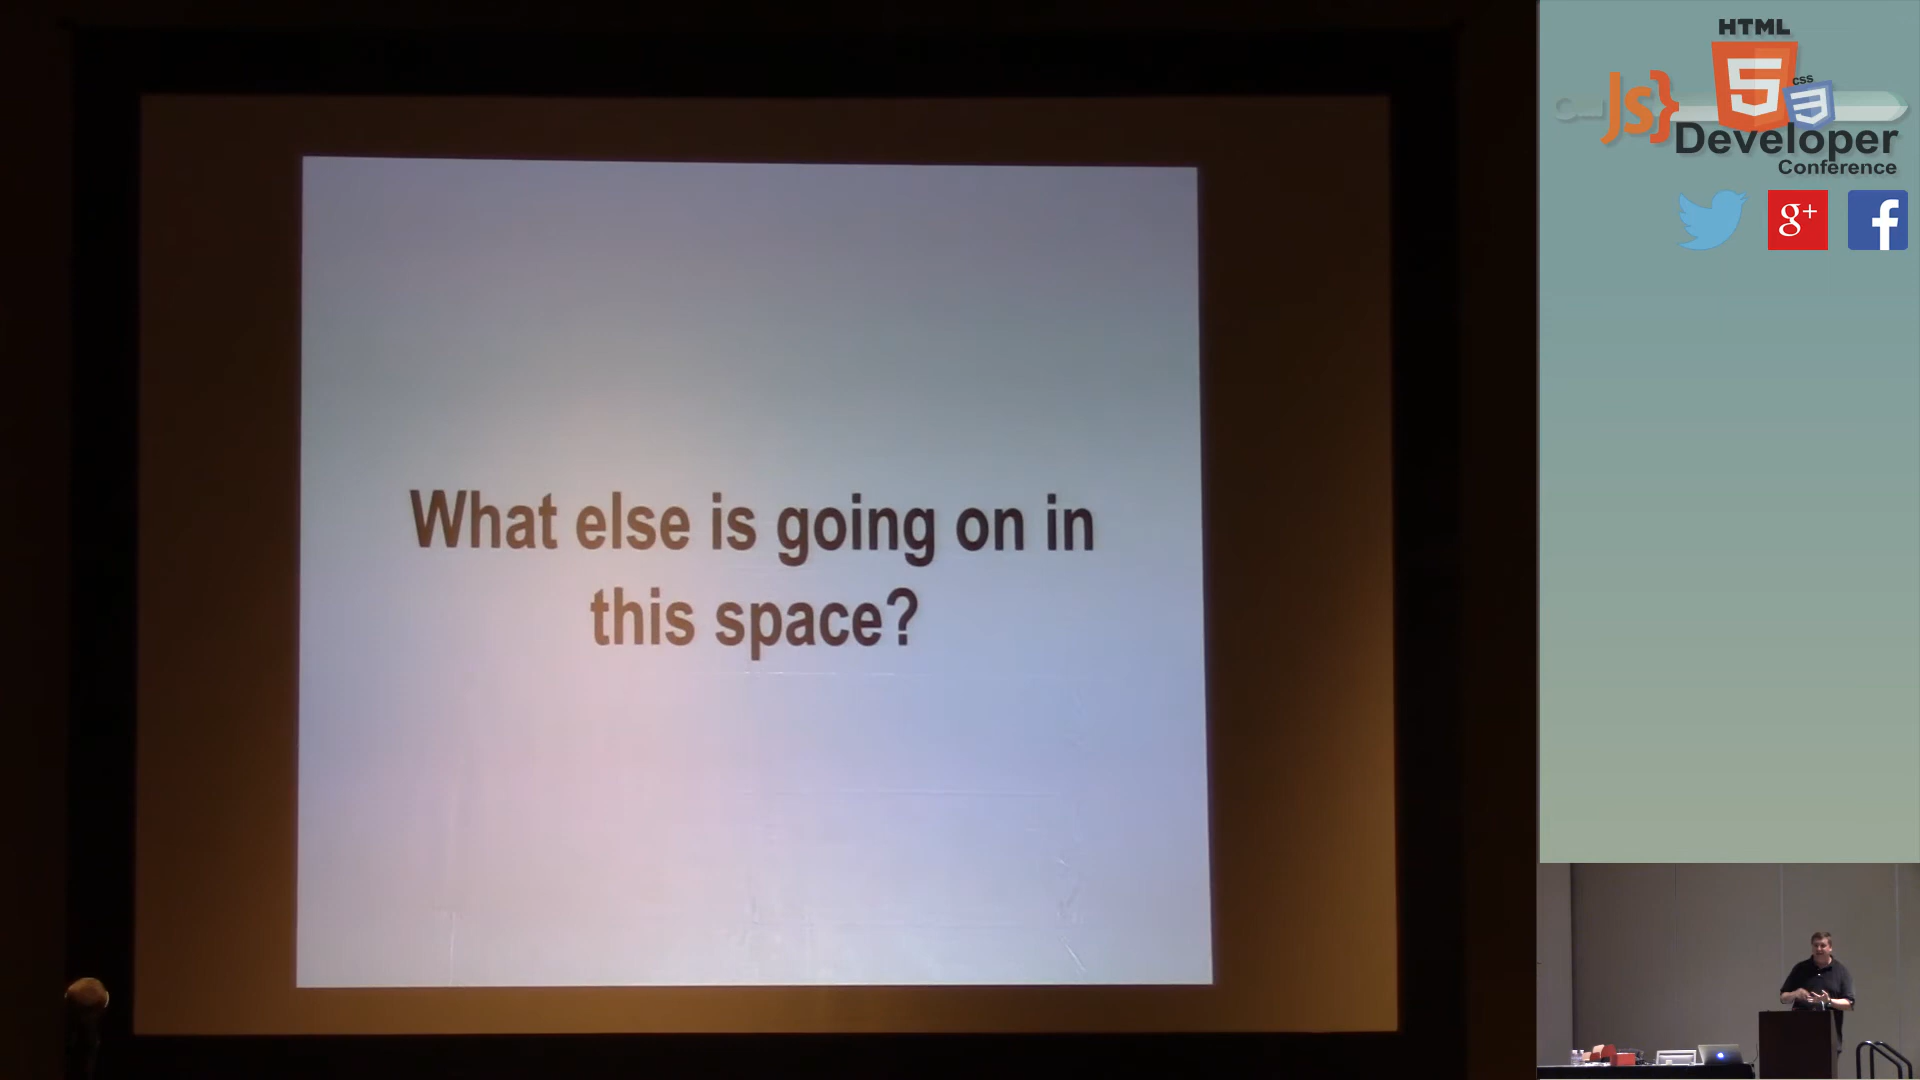 What else is going on in
this space?
HTML
5
JS}
CSS
3
Developer
Conference
g+
f